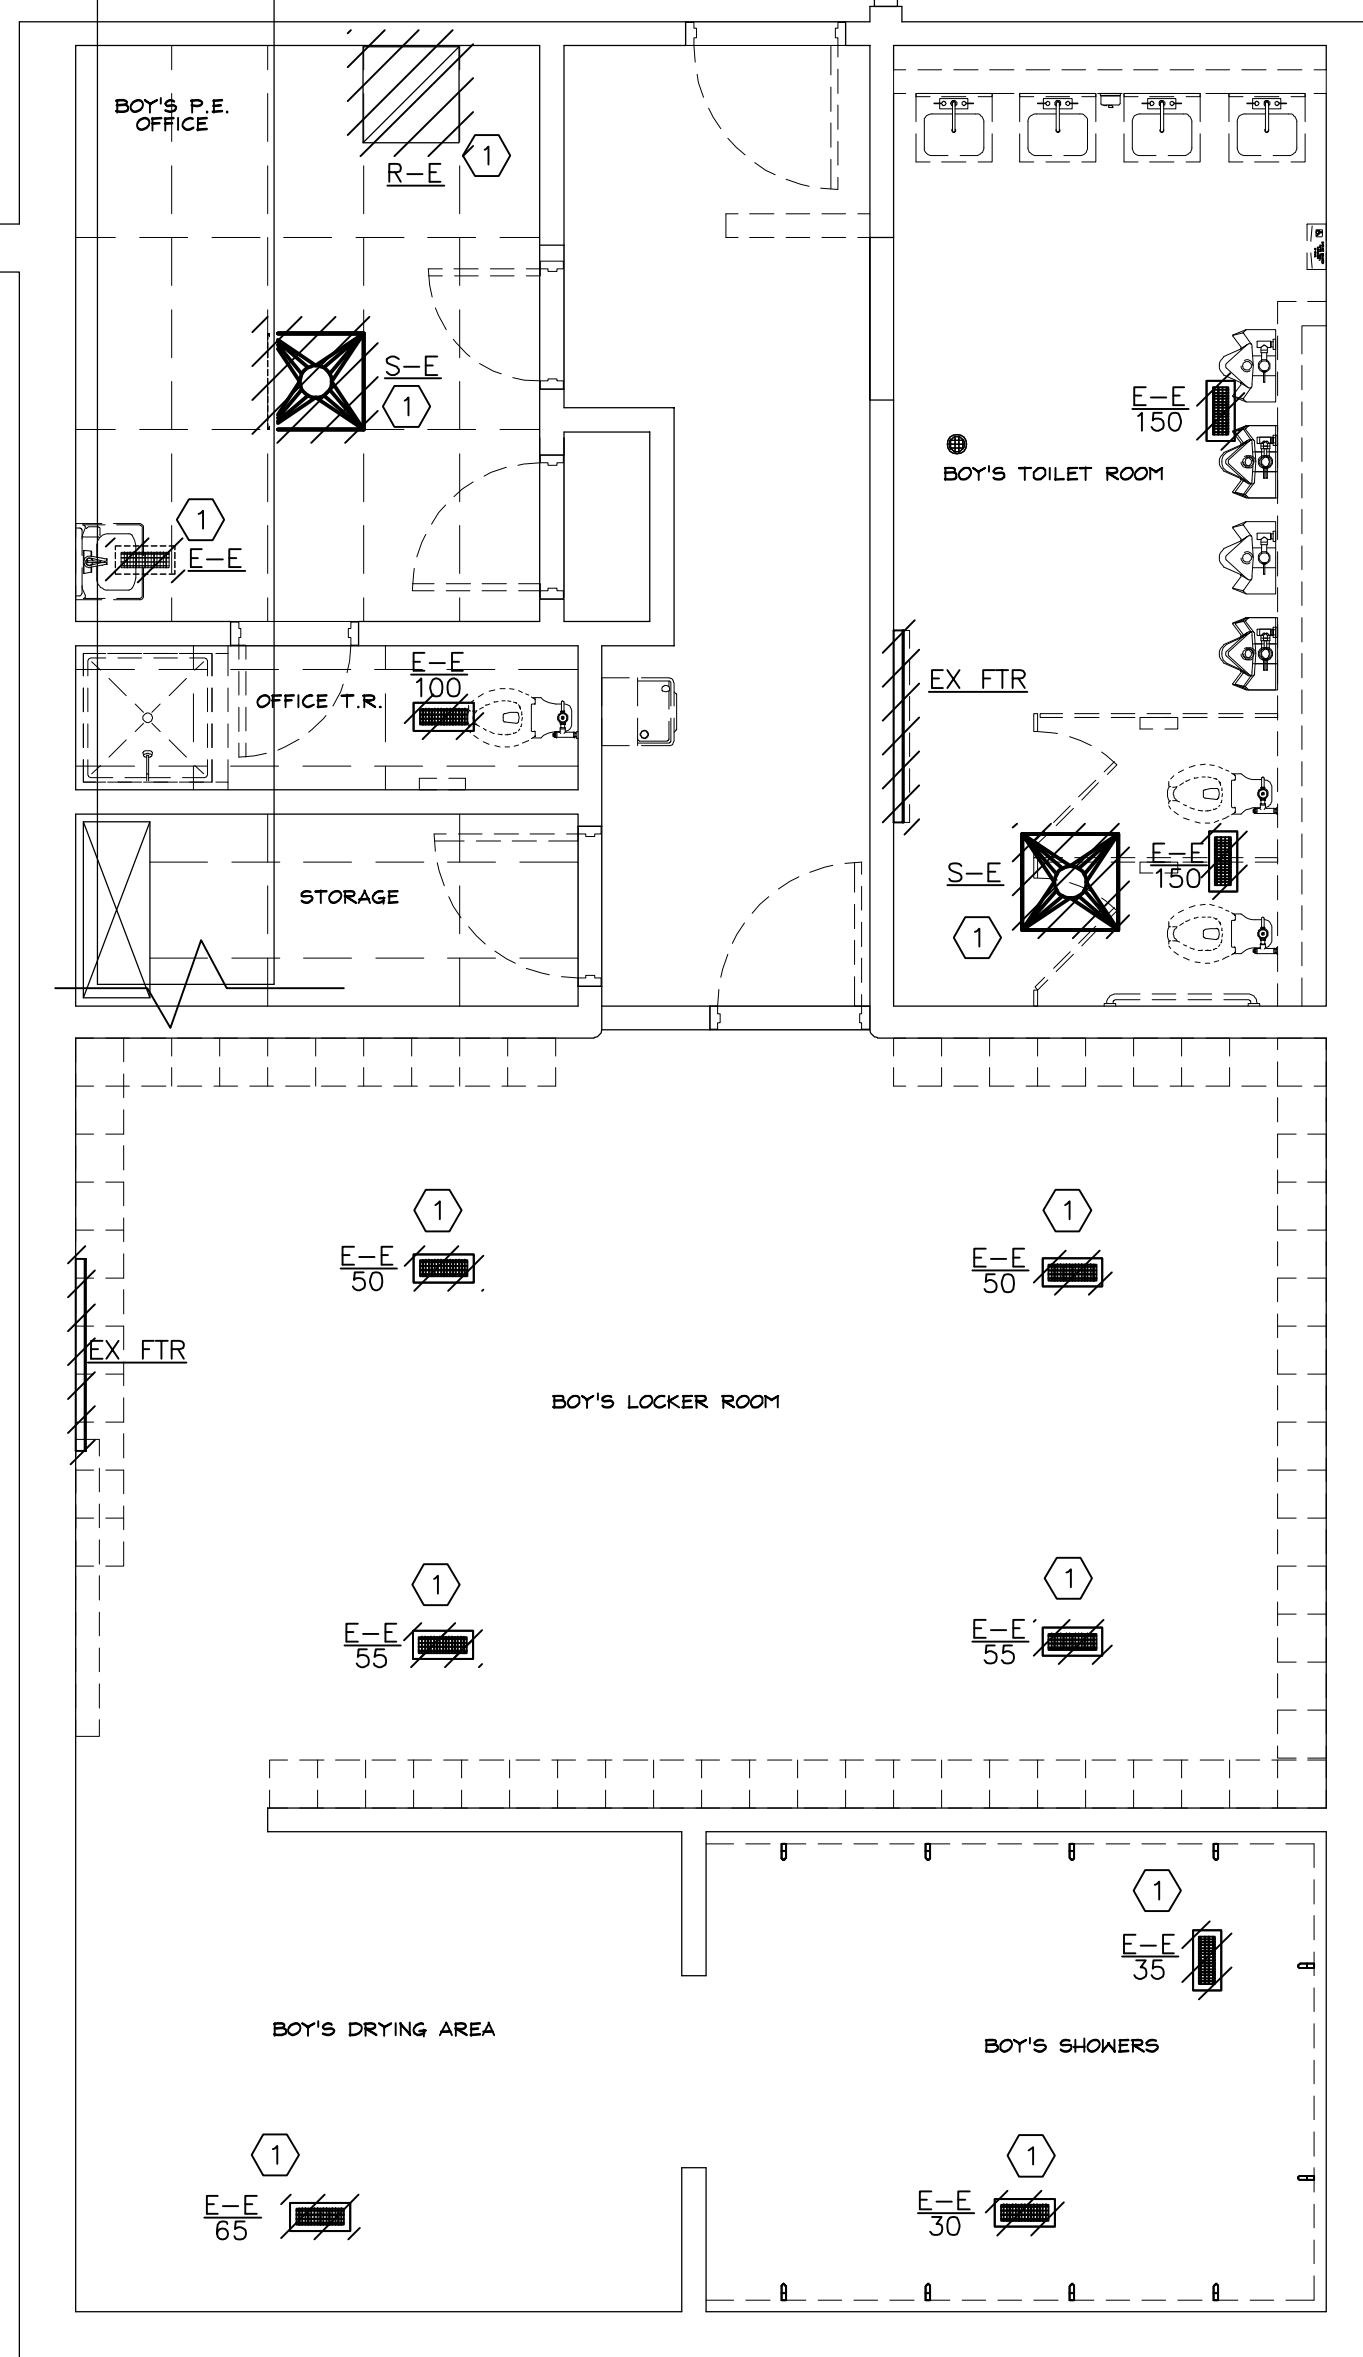 BOY'S P.E.
OFFICE
1
R-E
S-E
1
E-E
150
BOY'S TOILET ROOM
1
E-E
E-E
100
OFFICE T.R.
EX FTR
S-E
E-E
150
1
STORAGE
1
E-E
50
1
E-E
50
EX FTR
BOY'S LOCKER ROOM
1
E-E
55
1
E-E
55
1
E-E
35
BOY'S DRYING AREA
BOY'S SHOWERS
1
E-E
65
1
E-E
30